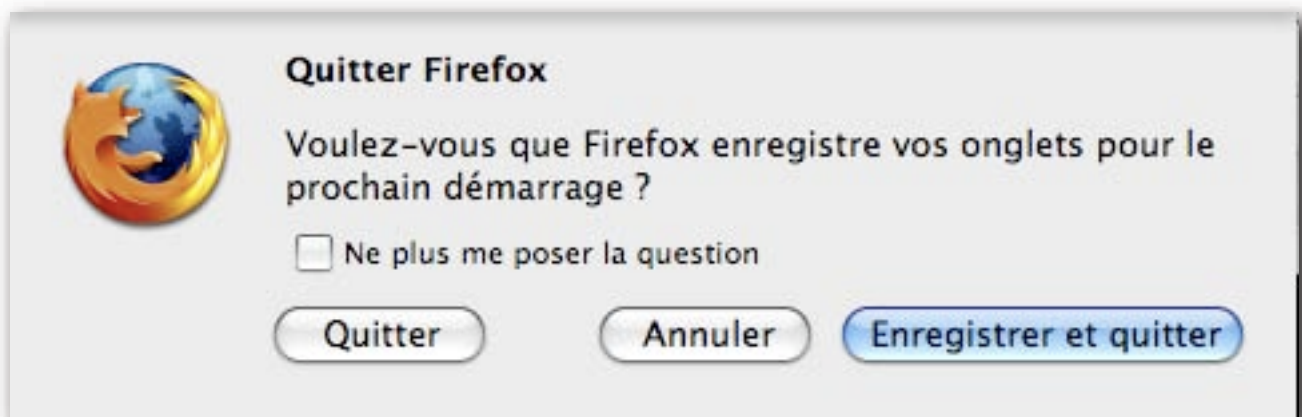 Quitter Firefox
Voulez-vous que Firefox enregistre vos onglets pour le
prochain démarrage ?
Ne plus me poser la question
Quitter
Annuler
Enregistrer et quitter